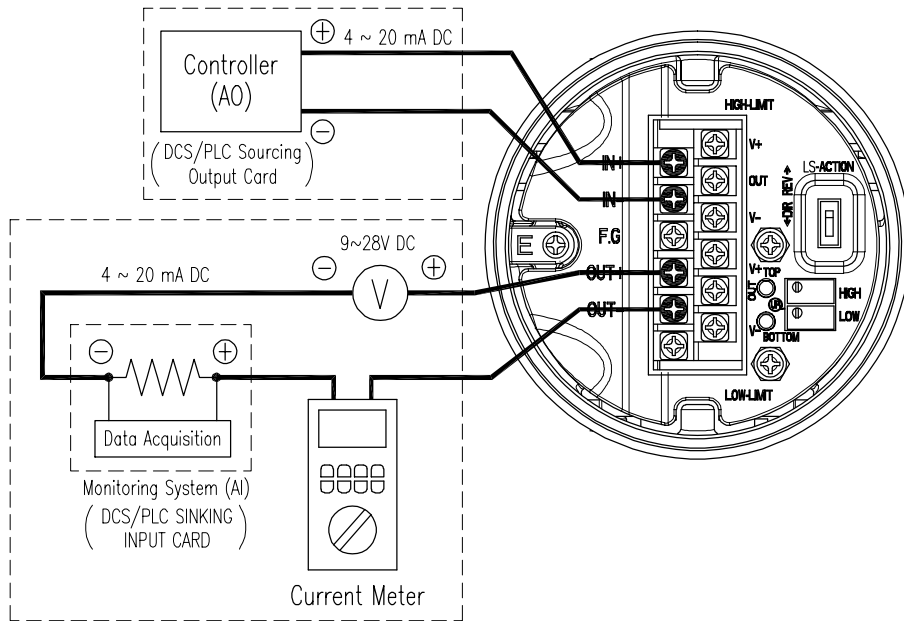 Controller
(AO)
(DCS/PLC Sourcing
Output Card)
+
4 ~ 20 mA DC
−
HIGH-LIMIT
V+
OUT
V-
V+
OUT
V-
IN+
IN-
F.G
OUT+
OUT-
E
LS-ACTION
←DIR REV→
TOP
BOTTOM
HIGH
LOW
LOW-LIMIT
9~28V DC
4 ~ 20 mA DC
−
V
+
−
+
Data Acquisition
Monitoring System (AI)
(DCS/PLC SINKING
INPUT CARD)
Current Meter